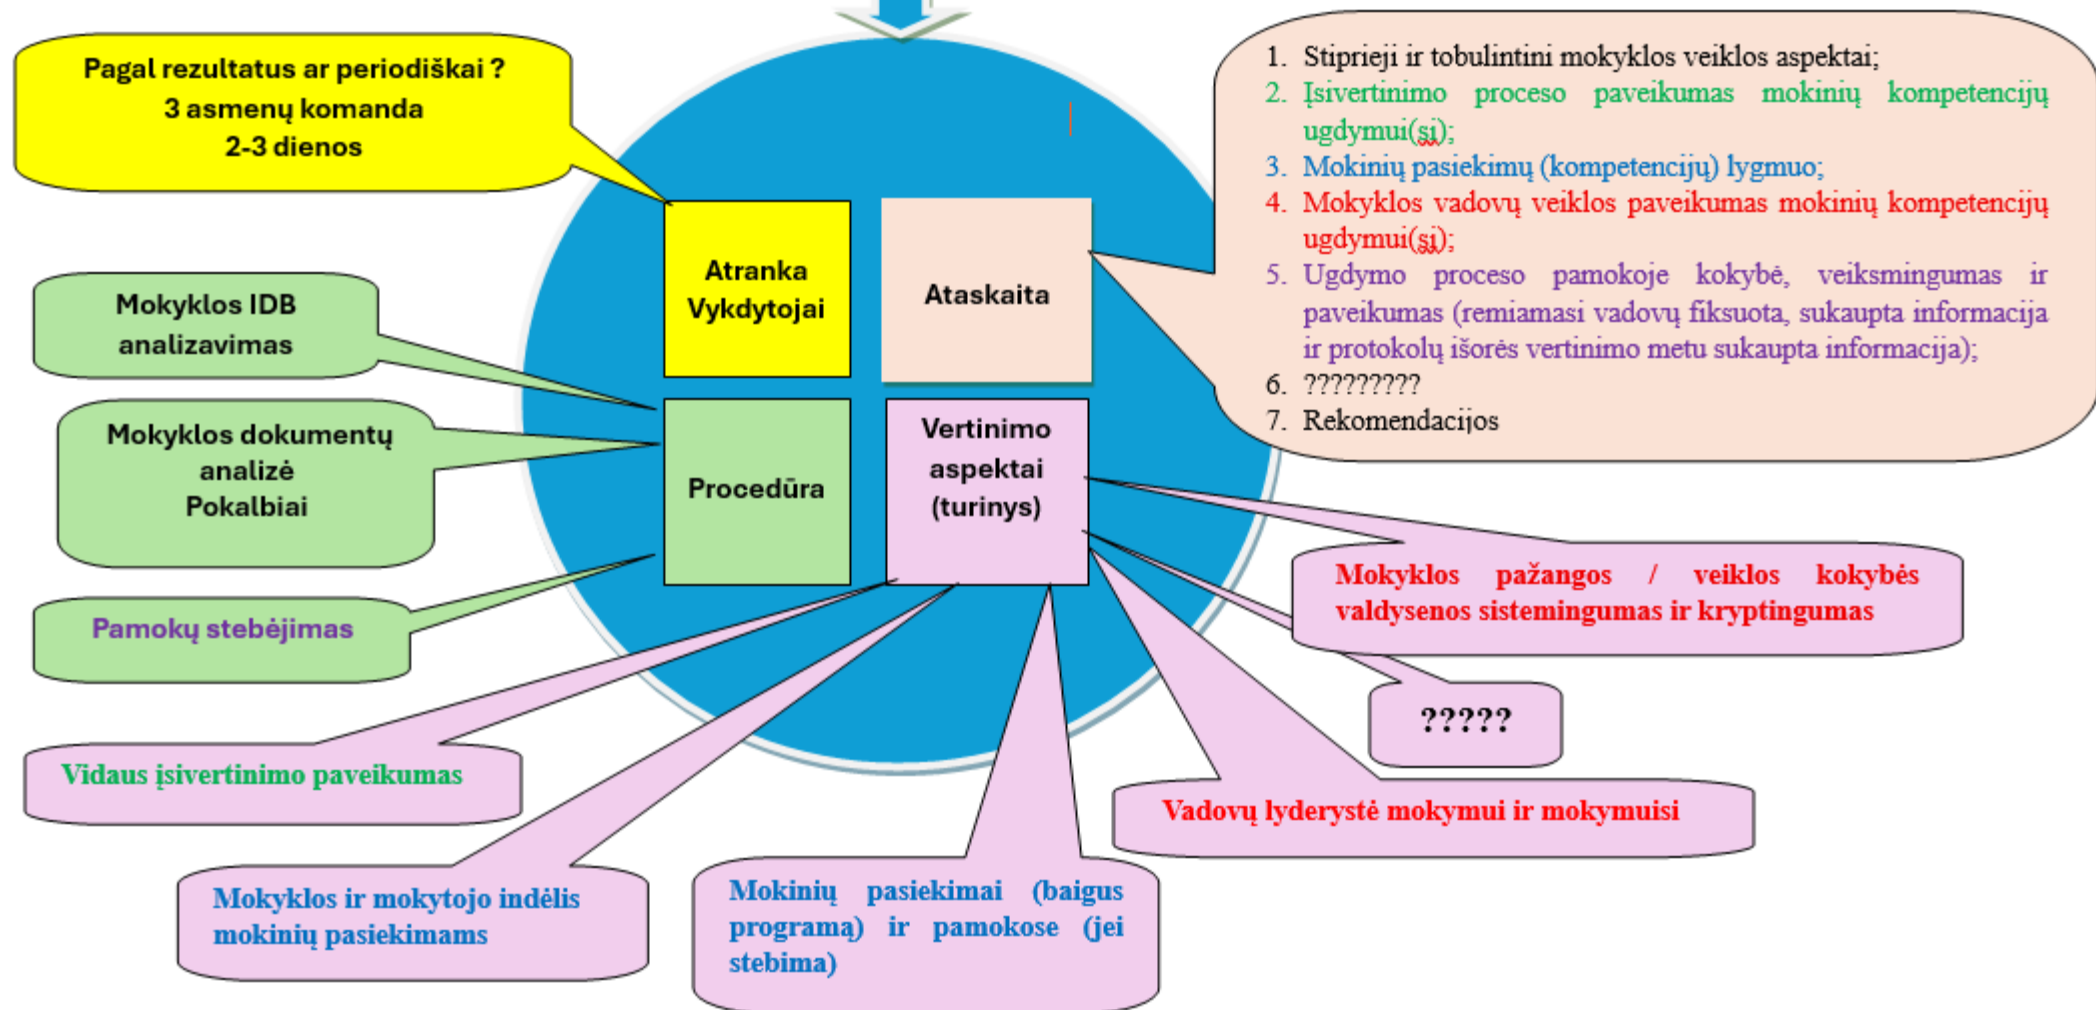 Pagal rezultatus ar periodiškai ?
3 asmenų komanda
2-3 dienos
1. Stiprieji ir tobulintini mokyklos veiklos aspektai;
2. Įsivertinimo proceso paveikumas mokinių kompetencijų
ugdymui(si);
3. Mokinių pasiekimų (kompetencijų) lygmuo;
4. Mokyklos vadovų veiklos paveikumas mokinių kompetencijų
ugdymui(si);
5. Ugdymo proceso pamokoje kokybė, veiksmingumas ir
paveikumas (remiamasi vadovų fiksuota, sukaupta informacija
ir protokolų išorės vertinimo metu sukaupta informacija);
6. ?????????
7. Rekomendacijos
Atranka
Vykdytojai
Ataskaita
Mokyklos IDB
analizavimas
Mokyklos dokumentų
analizė
Pokalbiai
Pamokų stebėjimas
Procedūra
Vertinimo
aspektai
(turinys)
Mokyklos pažangos / veiklos kokybės
valdysenos sistemingumas ir kryptingumas
?????
Vidaus įsivertinimo paveikumas
Vadovų lyderystė mokymui ir mokymuisi
Mokyklos ir mokytojo indėlis
mokinių pasiekimams
Mokinių pasiekimai (baigus
programą) ir pamokose (jei
stebima)